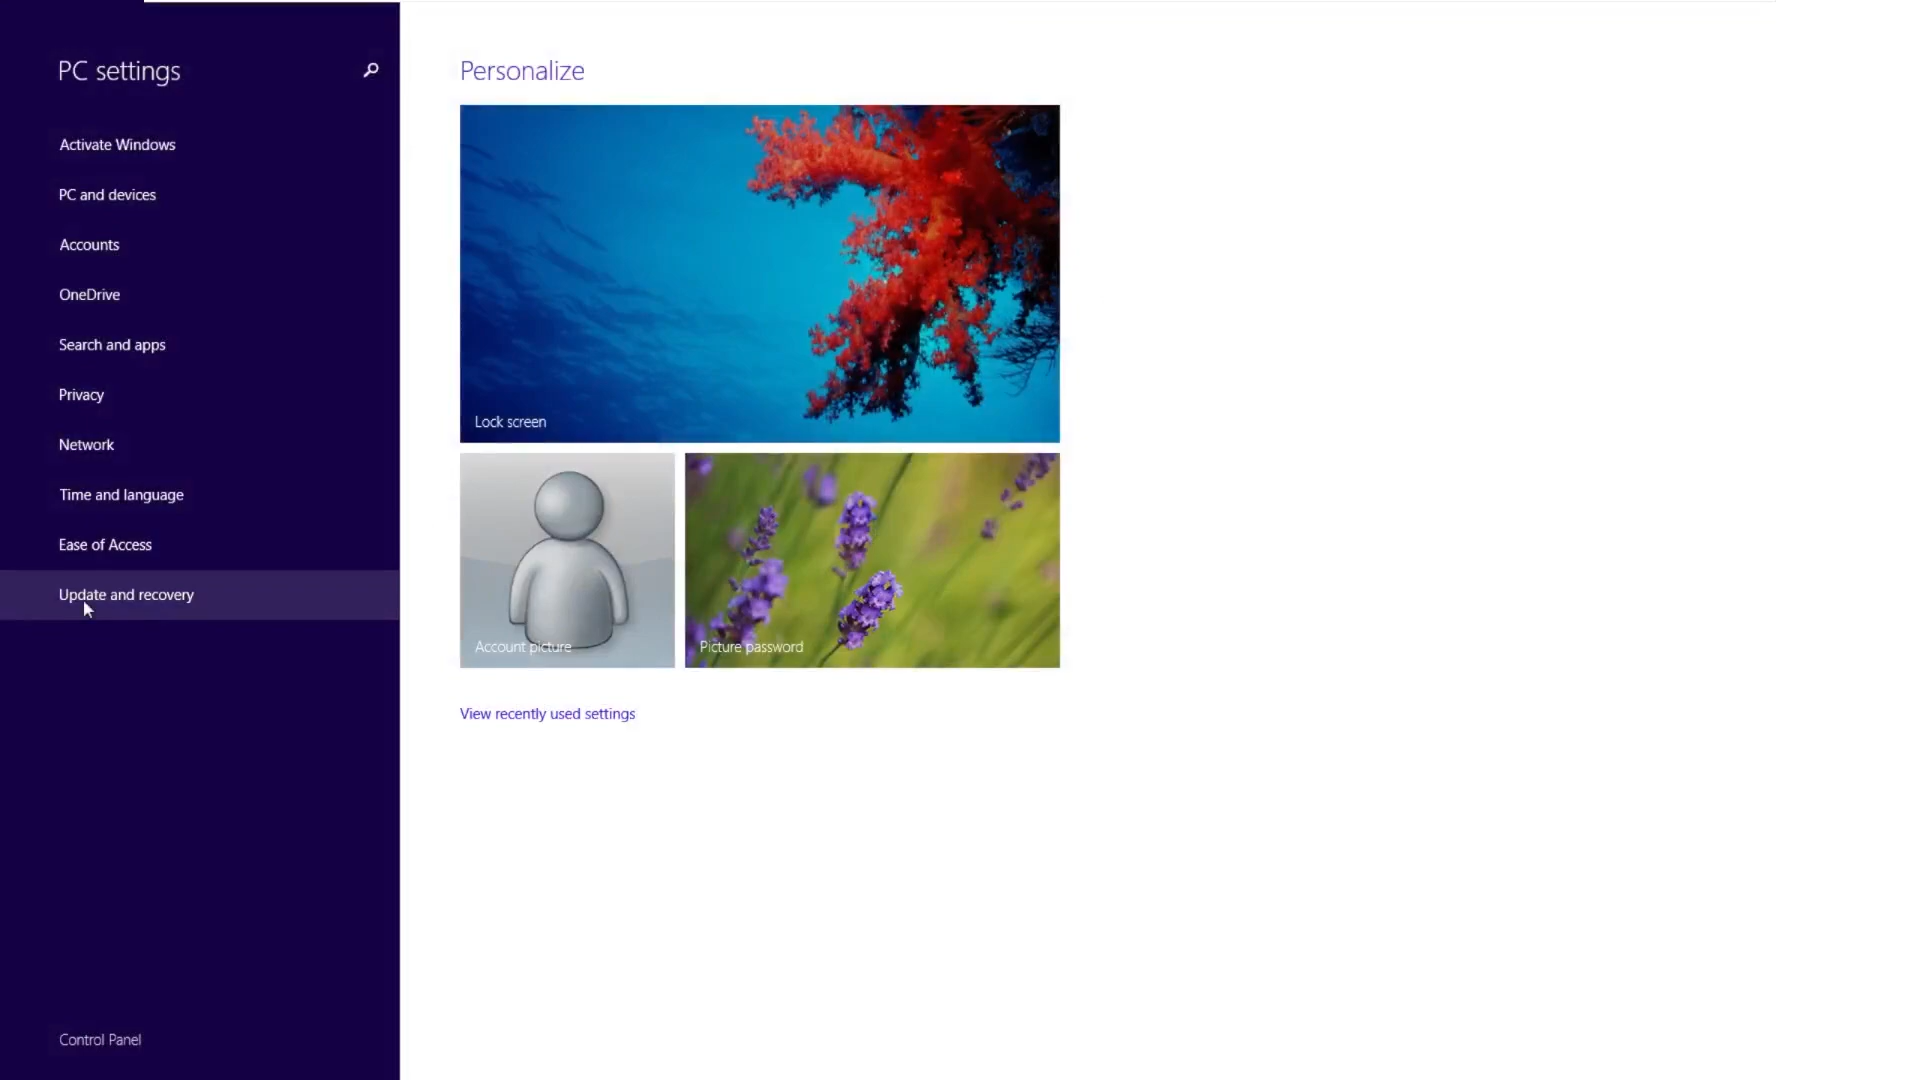 PC settings
Activate Windows
PC and devices
Accounts
OneDrive
Search and apps
Privacy
Network
Time and language
Ease of Access
Update and recovery
Control Panel
Personalize
Lock screen
Account picture
Picture password
View recently used settings